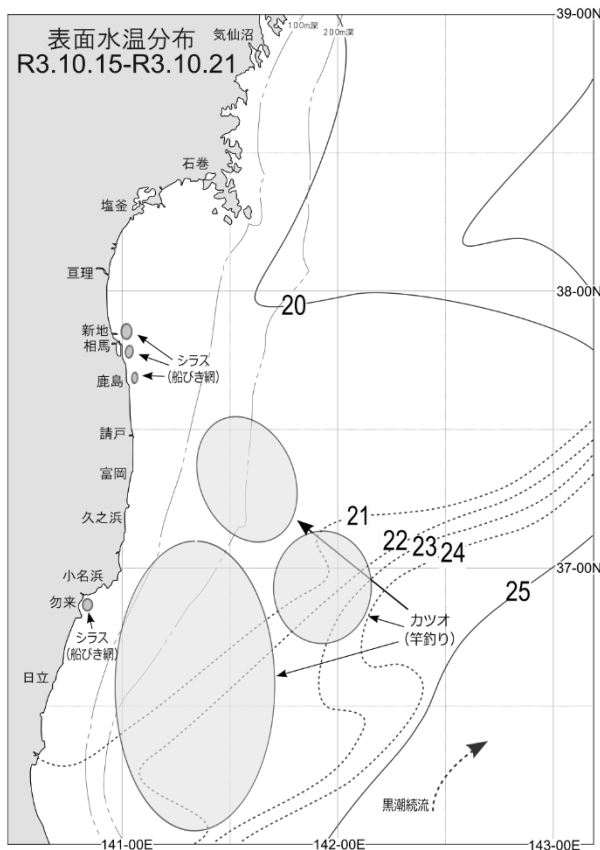 表面水温分布
R3.10.15-R3.10.21
39-00N
気仙沼
100m深
200m深
石巻
塩釜
亘理
38-00N
20
新地
相馬
シラス
(船びき網)
鹿島
請戸
富岡
久之浜
21
22
23
24
37-00N
小名浜
勿来
25
カツオ
(竿釣り)
シラス
(船びき網)
日立
黒潮続流
141-00E
142-00E
143-00E